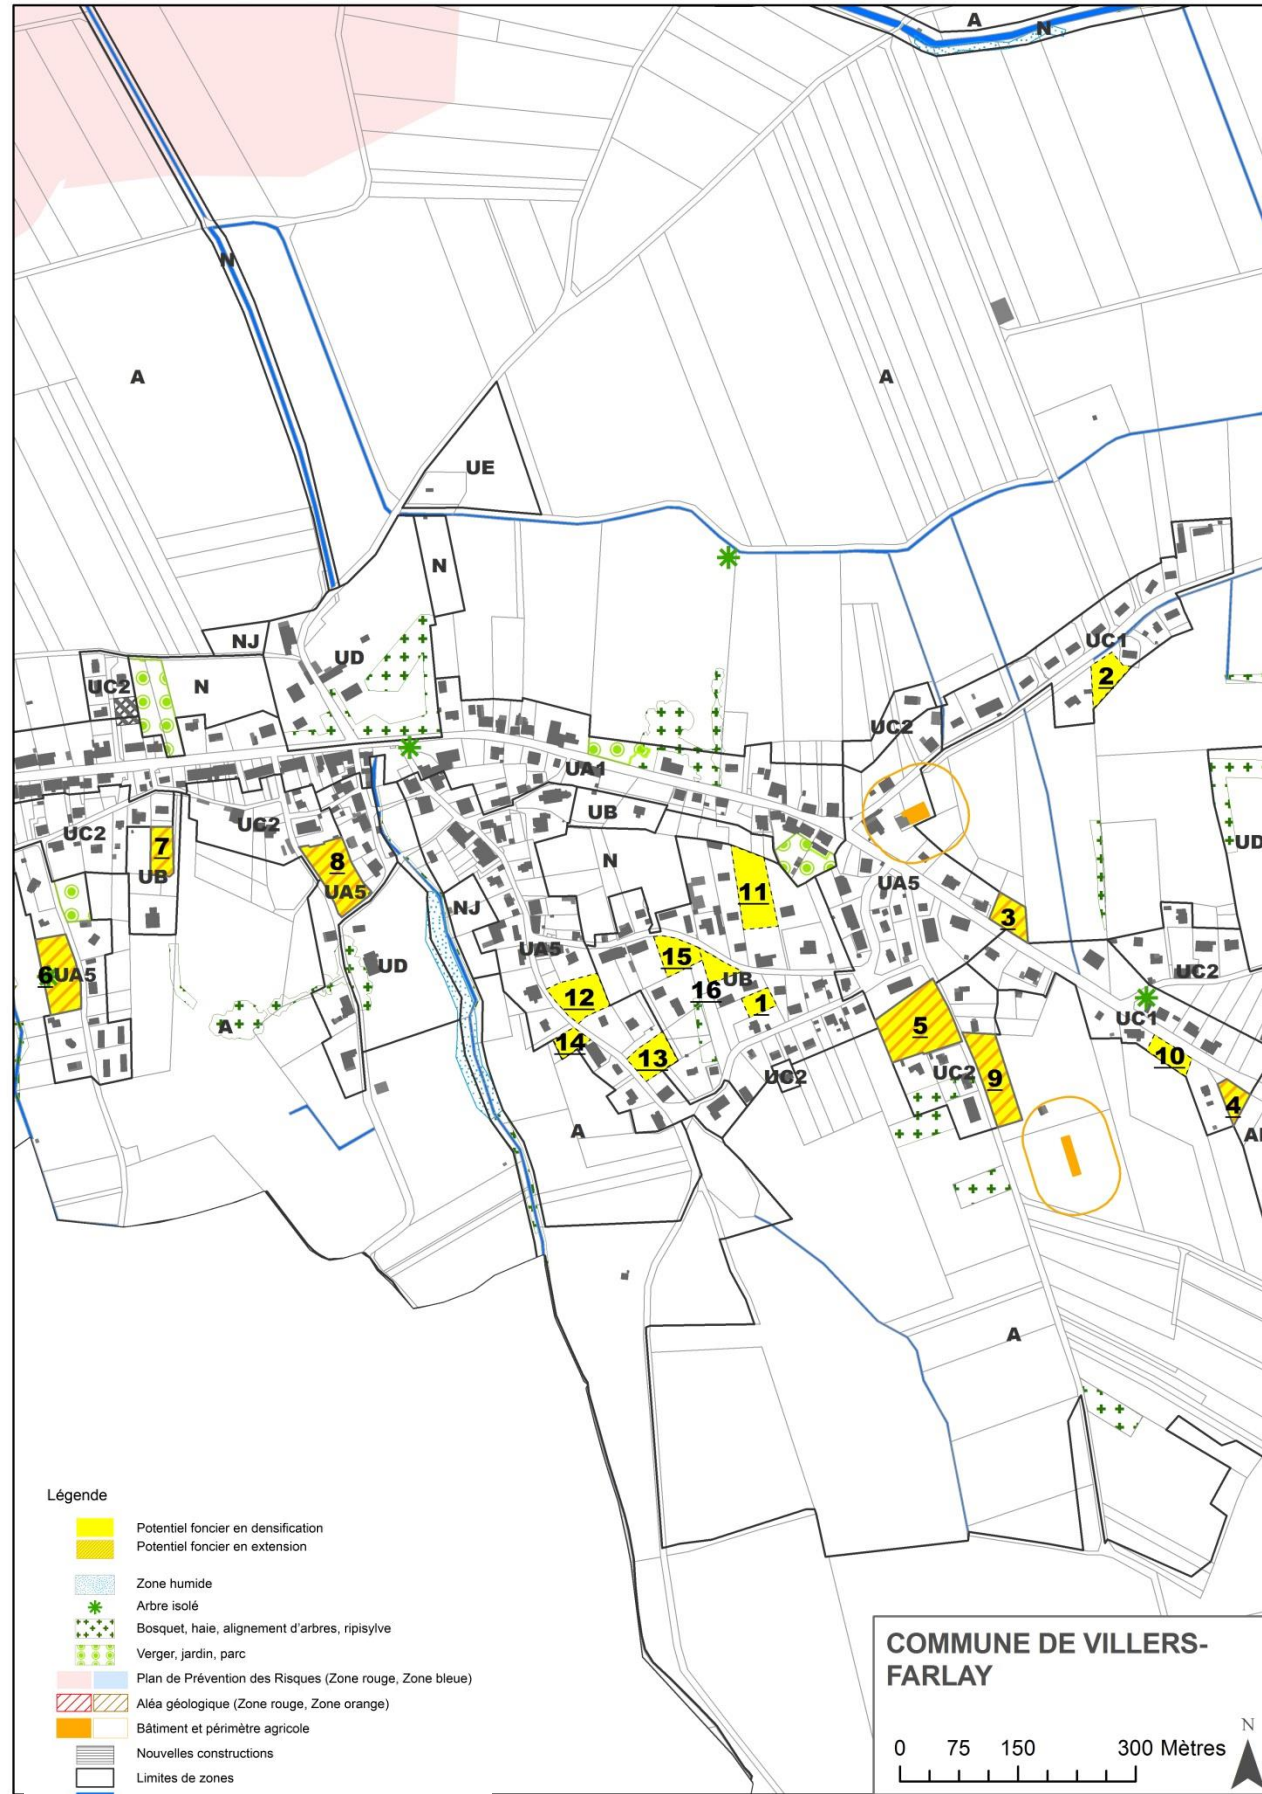 A
N
N
A
A
UE
N
NJ
UD
UC1
2
UC2
N
UC2
UA1
UB
UD
UC2
UC2
7
8
N
11
UA5
UB
UA5
NJ
3
UA5
15
UC2
6
UA5
UD
16
UB
12
1
UC1
A
5
14
13
9
10
UC2
UC2
4
A
A
Légende
Potentiel foncier en densification
Potentiel foncier en extension
Zone humide
Arbre isolé
Bosquet, haie, alignement d'arbres, ripisylve
Verger, jardin, parc
Plan de Prévention des Risques (Zone rouge, Zone bleue)
Aléa géologique (Zone rouge, Zone orange)
Bâtiment et périmètre agricole
Nouvelles constructions
Limites de zones
COMMUNE DE VILLERS-
FARLAY
N
0 75 150 300 Mètres